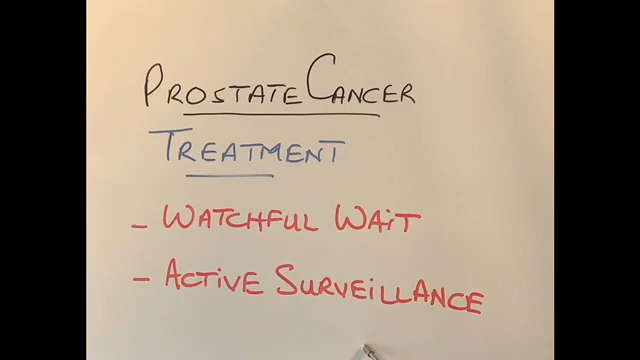 PROSTATE CANCER
TREATMENT
- WATCHFUL WAIT
- ACTIVE SURVEILLANCE